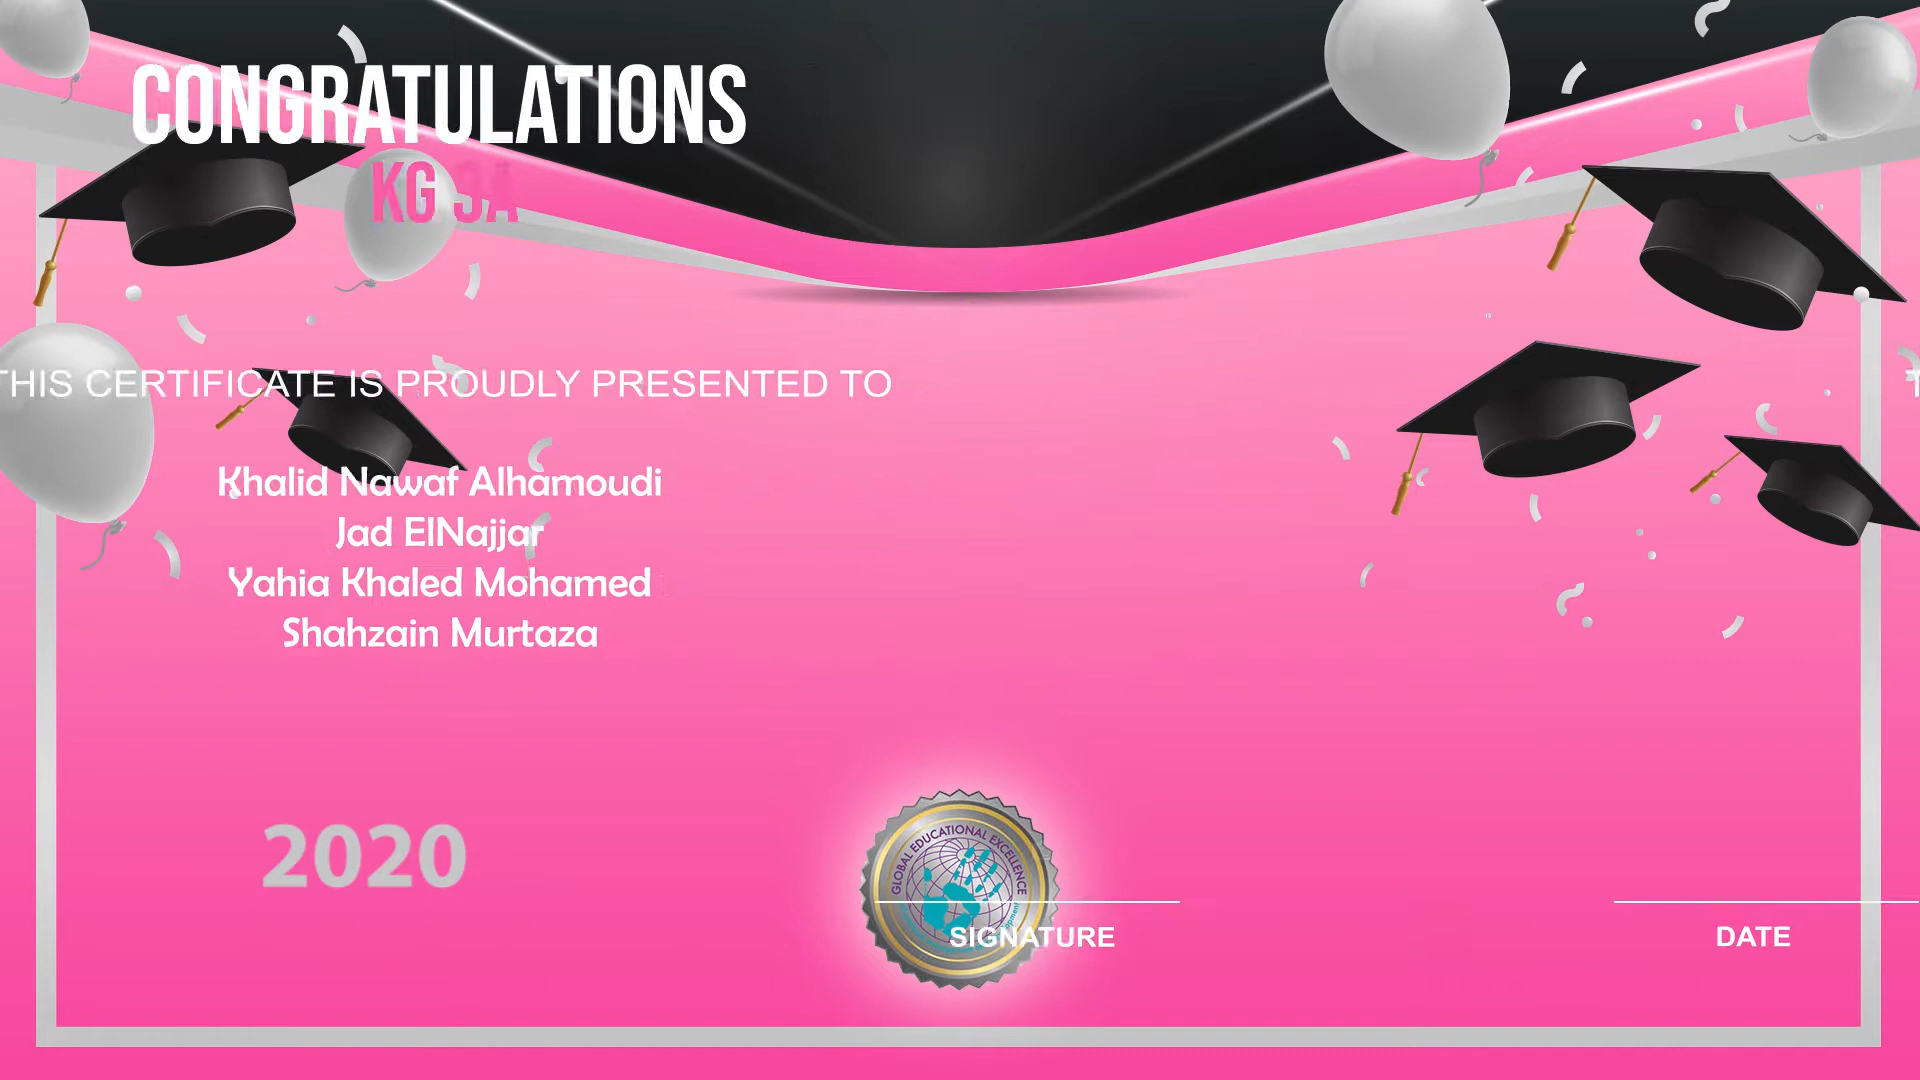 CONGRATULATIONS
KG 3A
THIS CERTIFICATE IS PROUDLY PRESENTED TO
Khalid Nawaf Alhamoudi
Jad ElNajjar
Yahia Khaled Mohamed
Shahzain Murtaza
2020
GLOBAL EDUCATIONAL EXCELLENCE
SIGNATURE
DATE